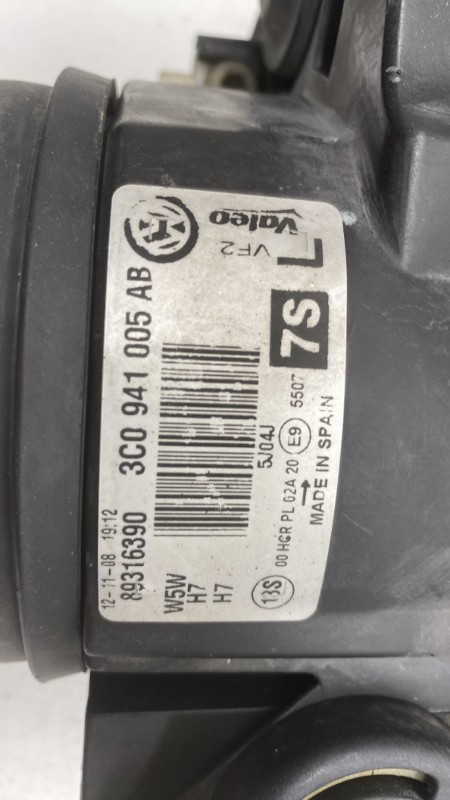 12-11-08 19:12
89316390 3C0 941 005 AB
W5W
H7
H7
5J04J
Valeo
VF2
L
7S
13S
00 HCR PL 02A 20 E9 5507
MADE IN SPAIN